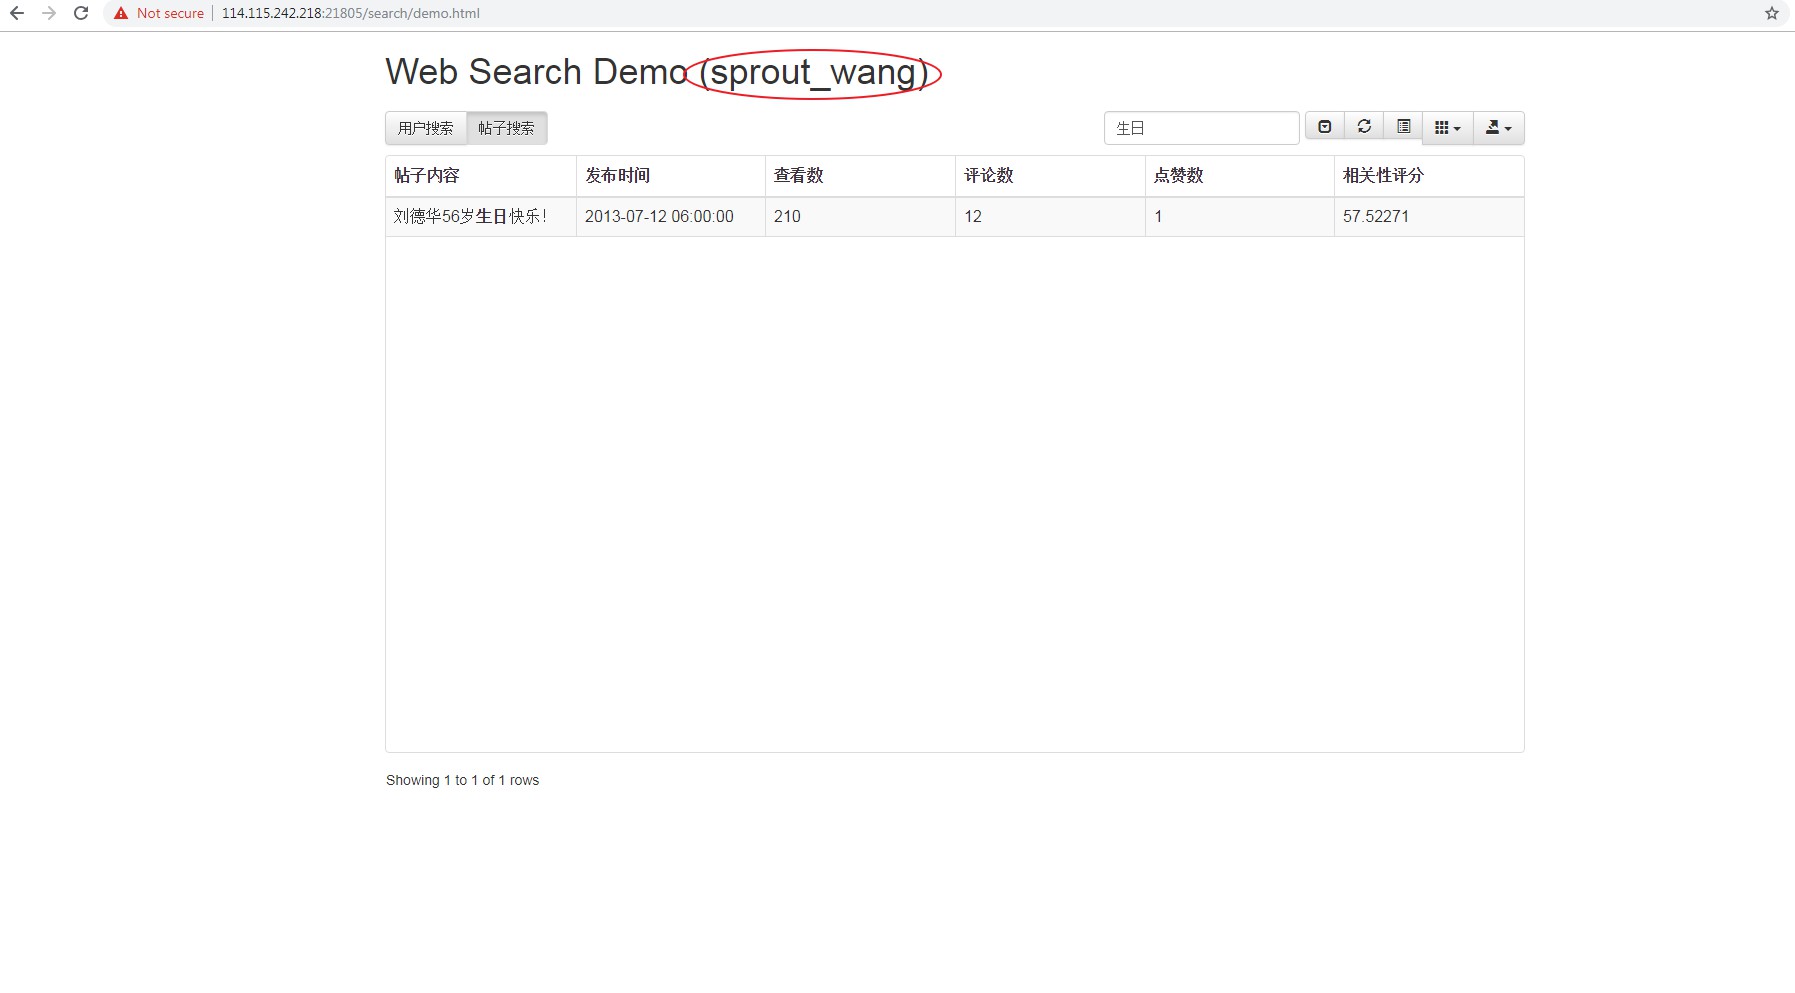 Not secure 114.115.242.218:21805/search/demo.html
Web Search Demo (sprout_wang)
用户搜索 帖子搜索 生日
帖子内容 发布时间 查看数 评论数 点赞数 相关性评分
刘德华56岁生日快乐! 2013-07-12 06:00:00 210 12 1 57.52271
Showing 1 to 1 of 1 rows